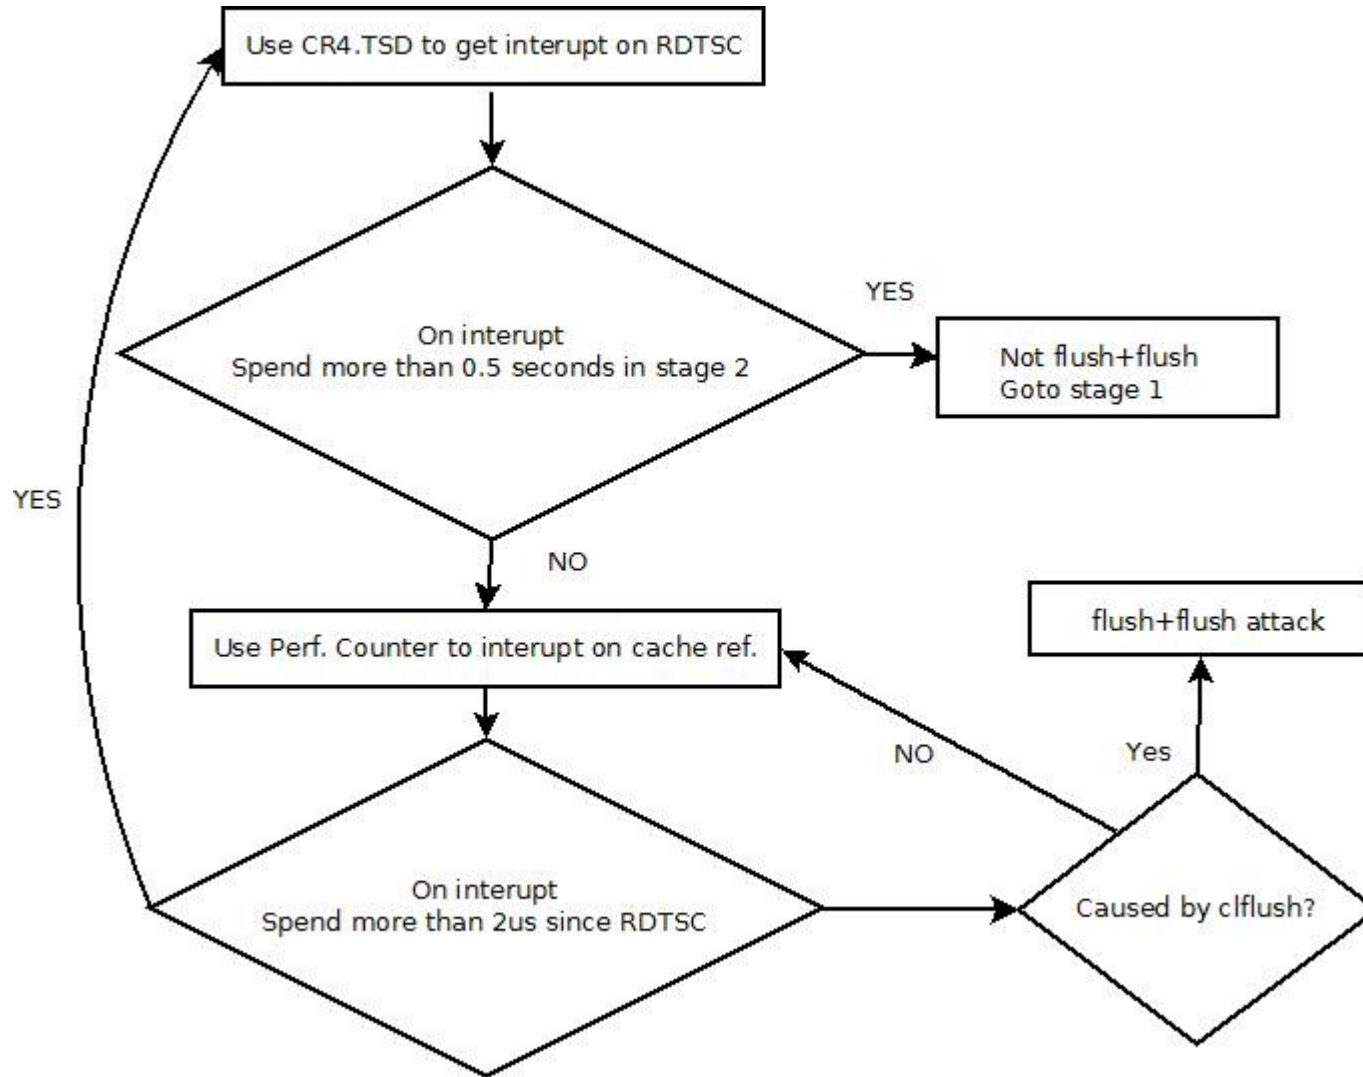 Use CR4.TSD to get interupt on RDTSC
YES
On interupt
Spend more than 0.5 seconds in stage 2
Not flush+flush
Goto stage 1
YES
NO
Use Perf. Counter to interupt on cache ref.
flush+flush attack
NO
Yes
On interupt
Spend more than 2us since RDTSC
Caused by clflush?